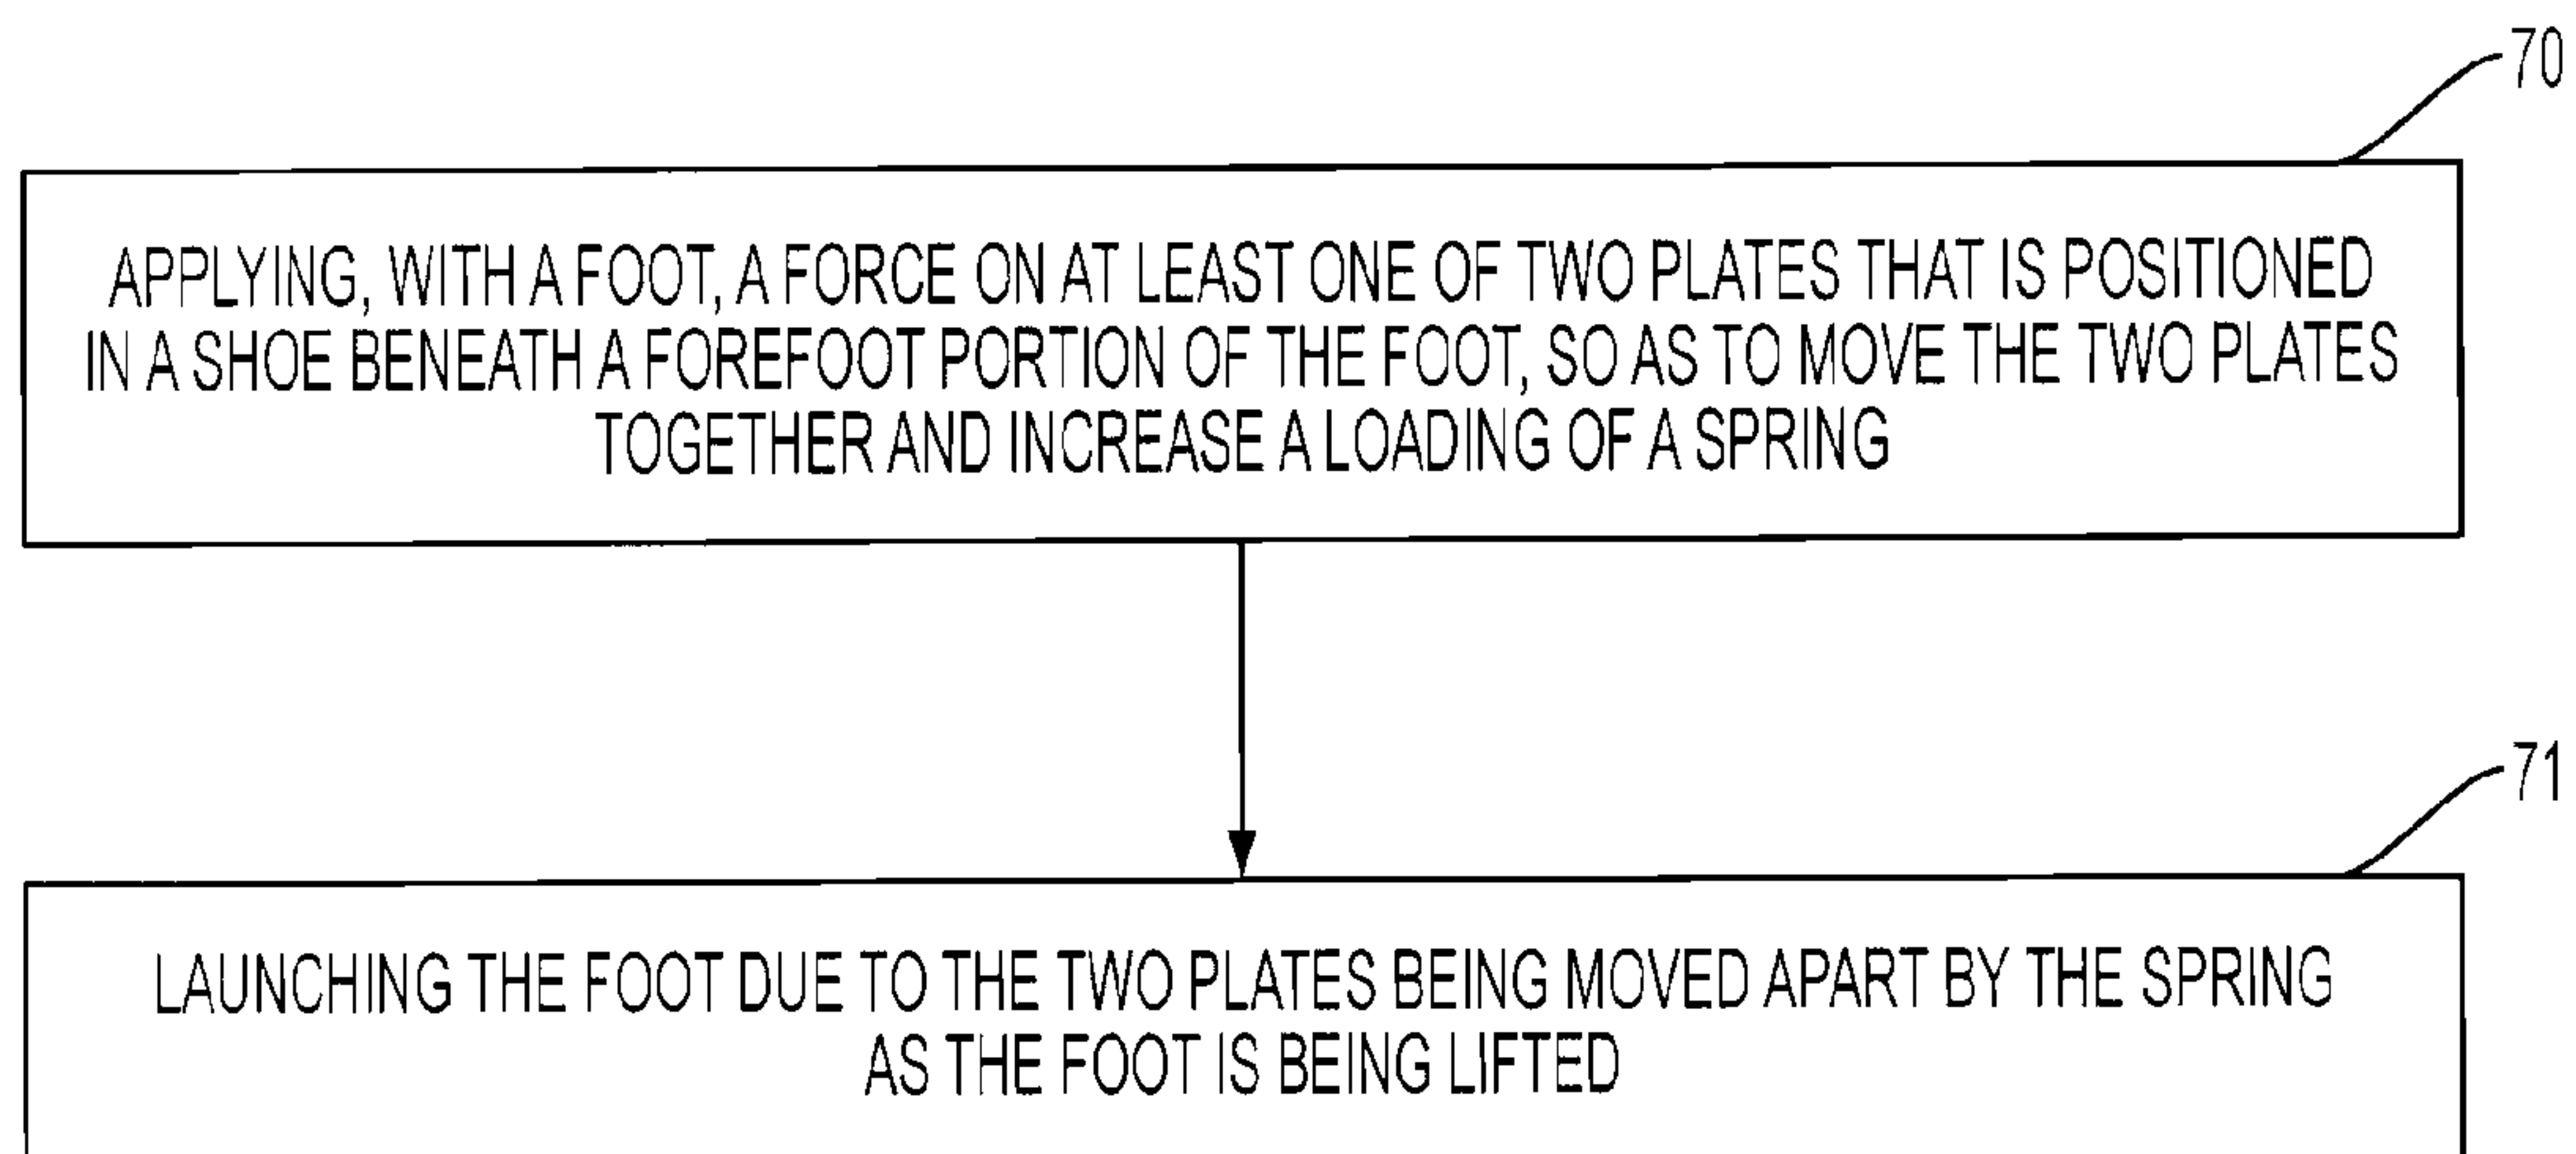 70
APPLYING, WITH A FOOT, A FORCE ON AT LEAST ONE OF TWO PLATES THAT IS POSITIONED
IN A SHOE BENEATH A FOREFOOT PORTION OF THE FOOT, SO AS TO MOVE THE TWO PLATES
TOGETHER AND INCREASE A LOADING OF A SPRING
71
LAUNCHING THE FOOT DUE TO THE TWO PLATES BEING MOVED APART BY THE SPRING
AS THE FOOT IS BEING LIFTED